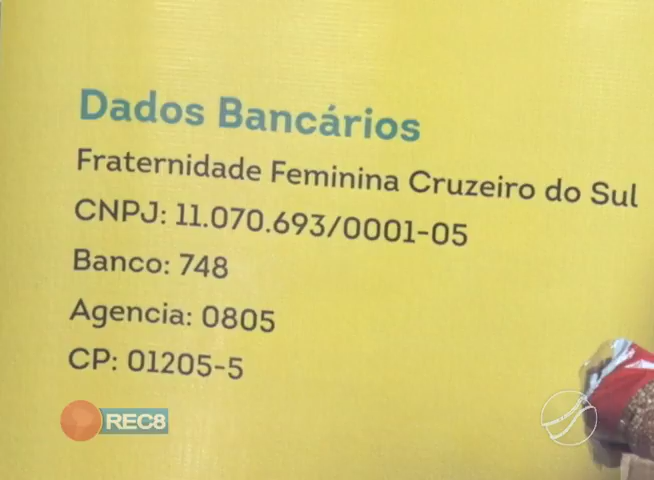 Dados Bancários
Fraternidade Feminina Cruzeiro do Sul
CNPJ: 11.070.693/0001-05
Banco: 748
Agencia: 0805
CP: 01205-5
REC8